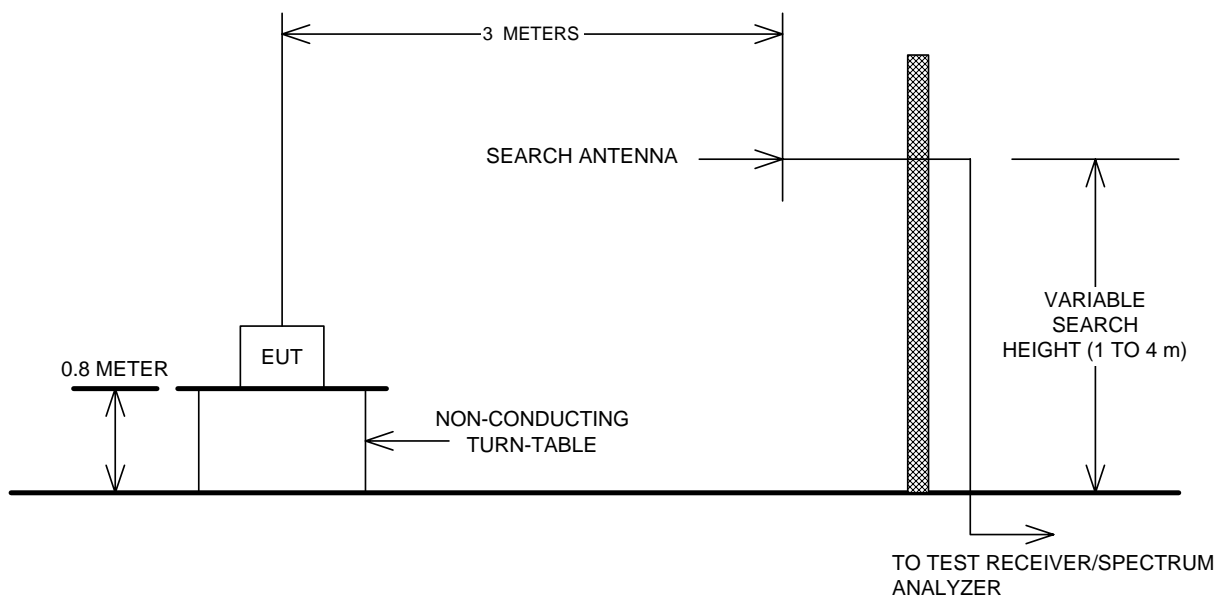 3 METERS
SEARCH ANTENNA
EUT
0.8 METER
NON-CONDUCTING
TURN-TABLE
VARIABLE
SEARCH
HEIGHT (1 TO 4 m)
TO TEST RECEIVER/SPECTRUM
ANALYZER